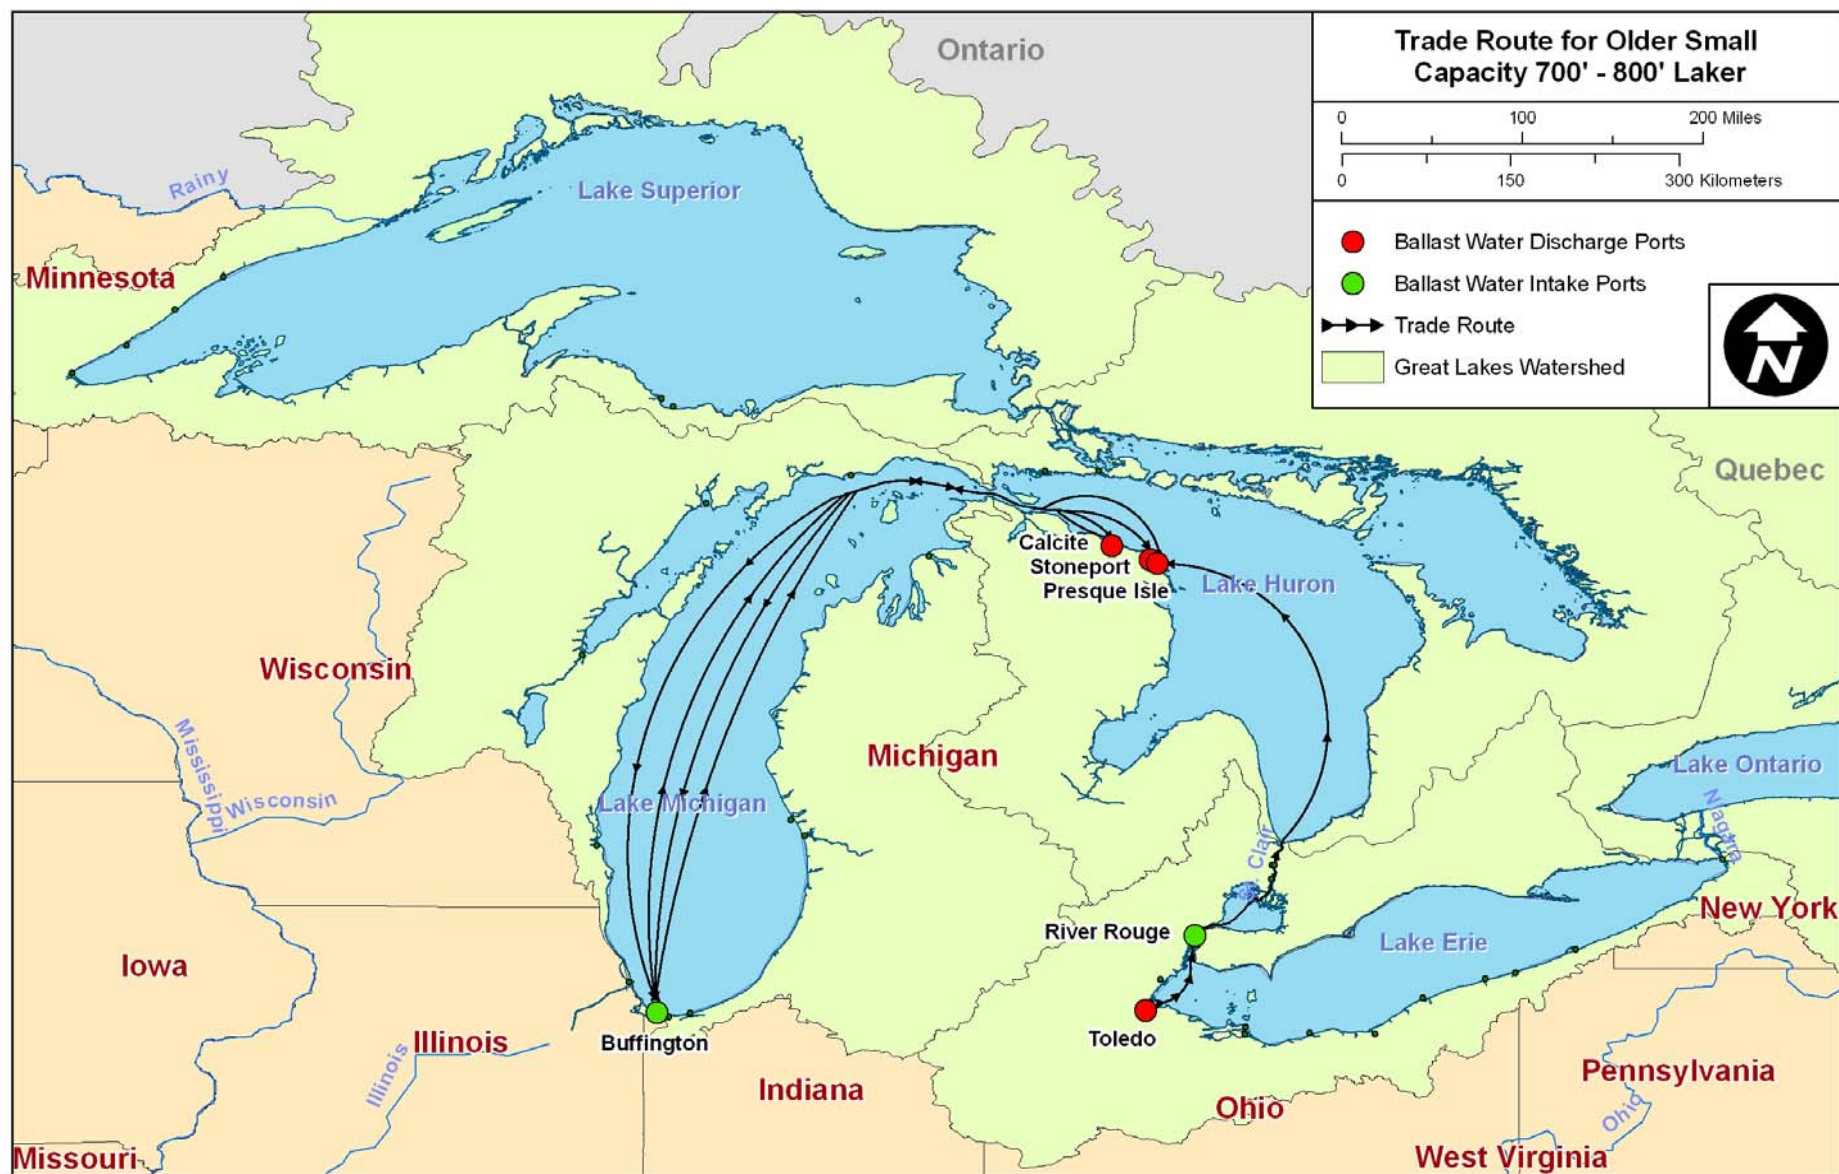 Ontario
Trade Route for Older Small
Capacity 700' - 800' Laker
0 100 200 Miles
0 150 300 Kilometers
Ballast Water Discharge Ports
Ballast Water Intake Ports
Trade Route
Great Lakes Watershed
N
Rainy
Lake Superior
Minnesota
Quebec
Calcite
Stoneport
Presque Isle
Lake Huron
Wisconsin
Mississippi
Michigan
Lake Ontario
Wisconsin
Lake Michigan
Niagara
St. Clair
New York
River Rouge
Lake Erie
Iowa
Buffington
Toledo
Illinois
Illinois
Indiana
Pennsylvania
Ohio
Ohio
Missouri
West Virginia